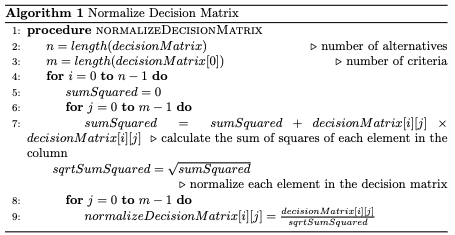 Algorithm 1 Normalize Decision Matrix
1: procedure NORMALIZEDECISIONMATRIX
2: n = length(decisionMatrix) ▷ number of alternatives
3: m = length(decisionMatrix[0]) ▷ number of criteria
4: for i = 0 to n − 1 do
5: sumSquared = 0
6: for j = 0 to m − 1 do
7: sumSquared = sumSquared + decisionMatrix[i][j] ×
decisionMatrix[i][j] ▷ calculate the sum of squares of each element in the
column
sqrtSumSquared = √sumSquared
▷ normalize each element in the decision matrix
8: for j = 0 to m − 1 do
9: normalizeDecisionMatrix[i][j] = decisionMatrix[i][j] / sqrtSumSquared